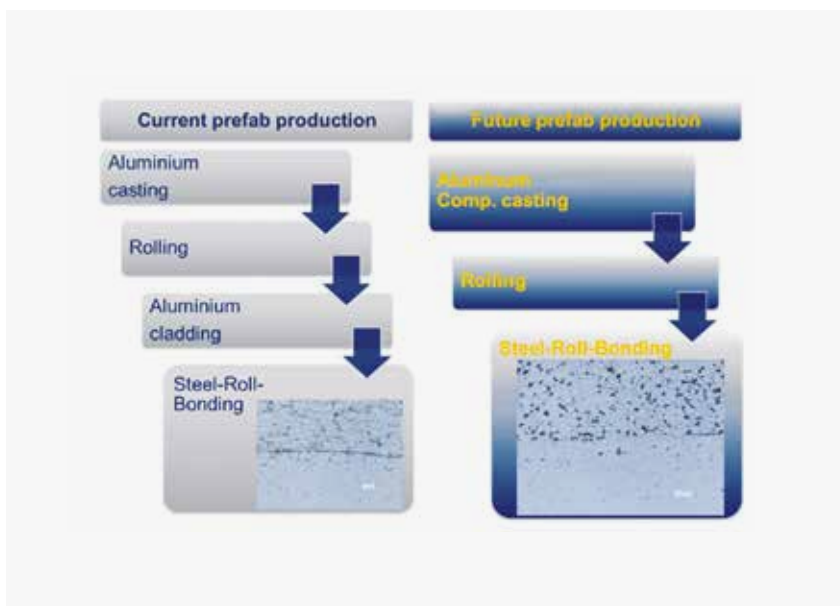 Current prefab production
Aluminium
casting
Rolling
Aluminium
cladding
Steel-Roll-
Bonding
Future prefab production
Aluminum
Comp. casting
Rolling
Steel-Roll-Bonding